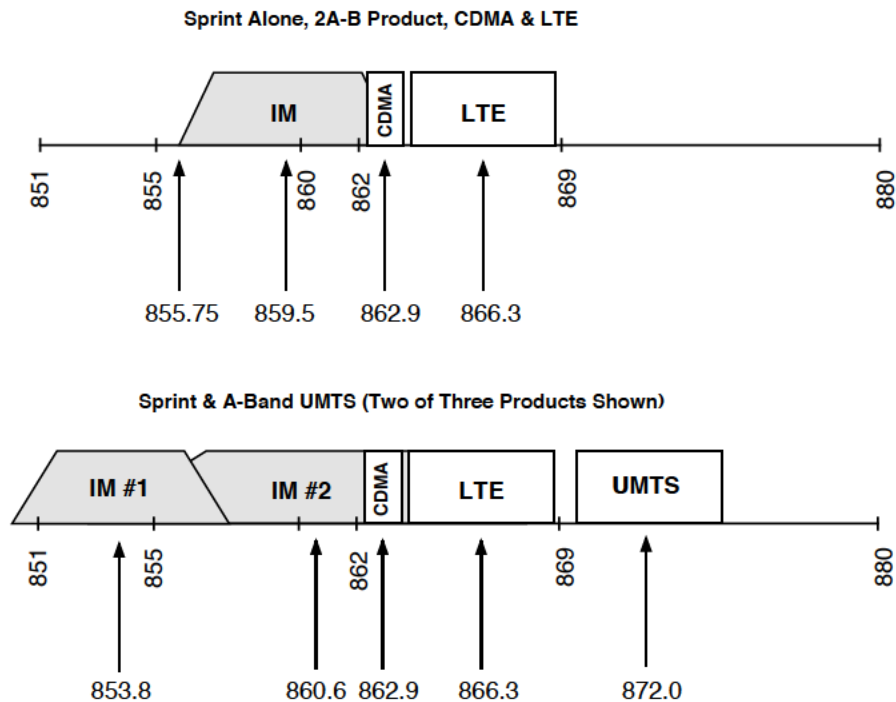 Sprint Alone, 2A-B Product, CDMA & LTE
IM
CDMA
LTE
851
855
860
862
869
880
855.75
859.5
862.9
866.3
Sprint & A-Band UMTS (Two of Three Products Shown)
IM #1
IM #2
CDMA
LTE
UMTS
851
855
862
869
880
853.8
860.6
862.9
866.3
872.0